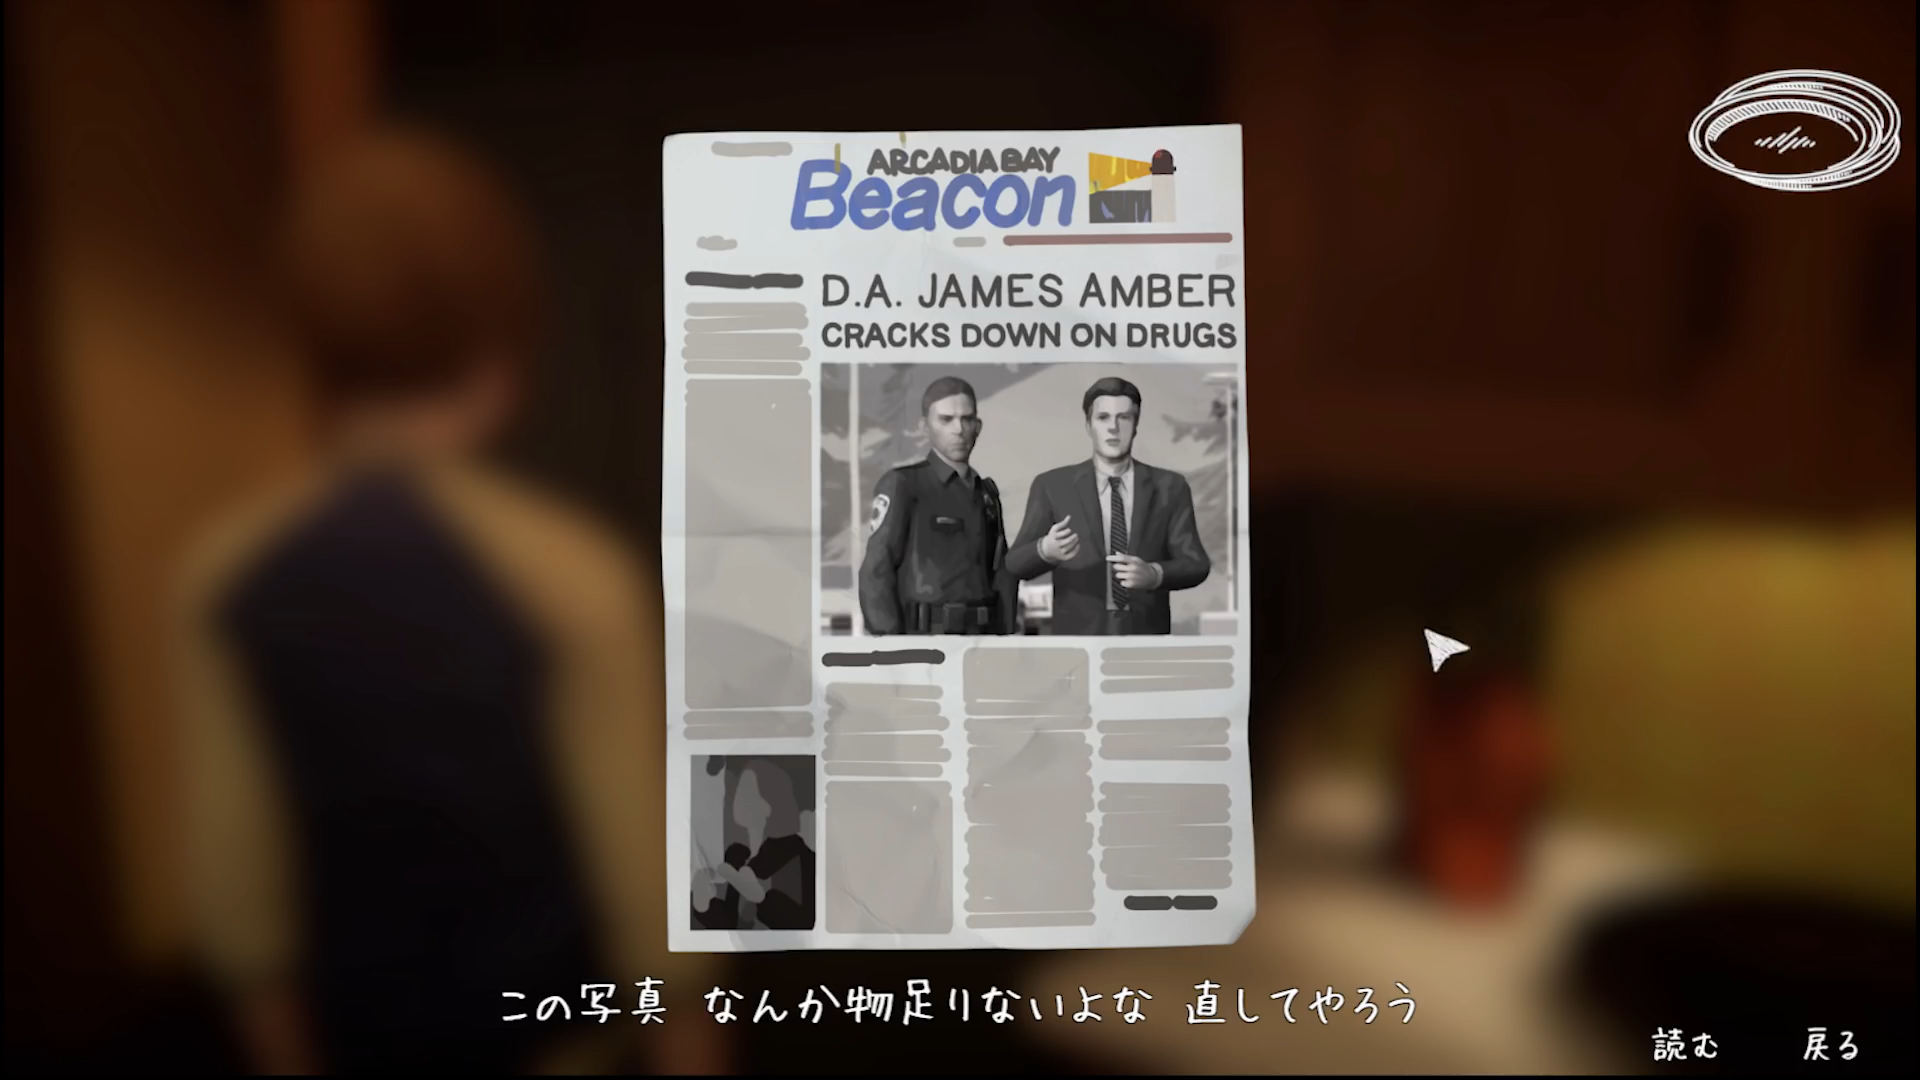 ARCADIA BAY
Beacon
D.A. JAMES AMBER
CRACKS DOWN ON DRUGS
この写真 なんか物足りないよな 直してやろう
読む 戻る